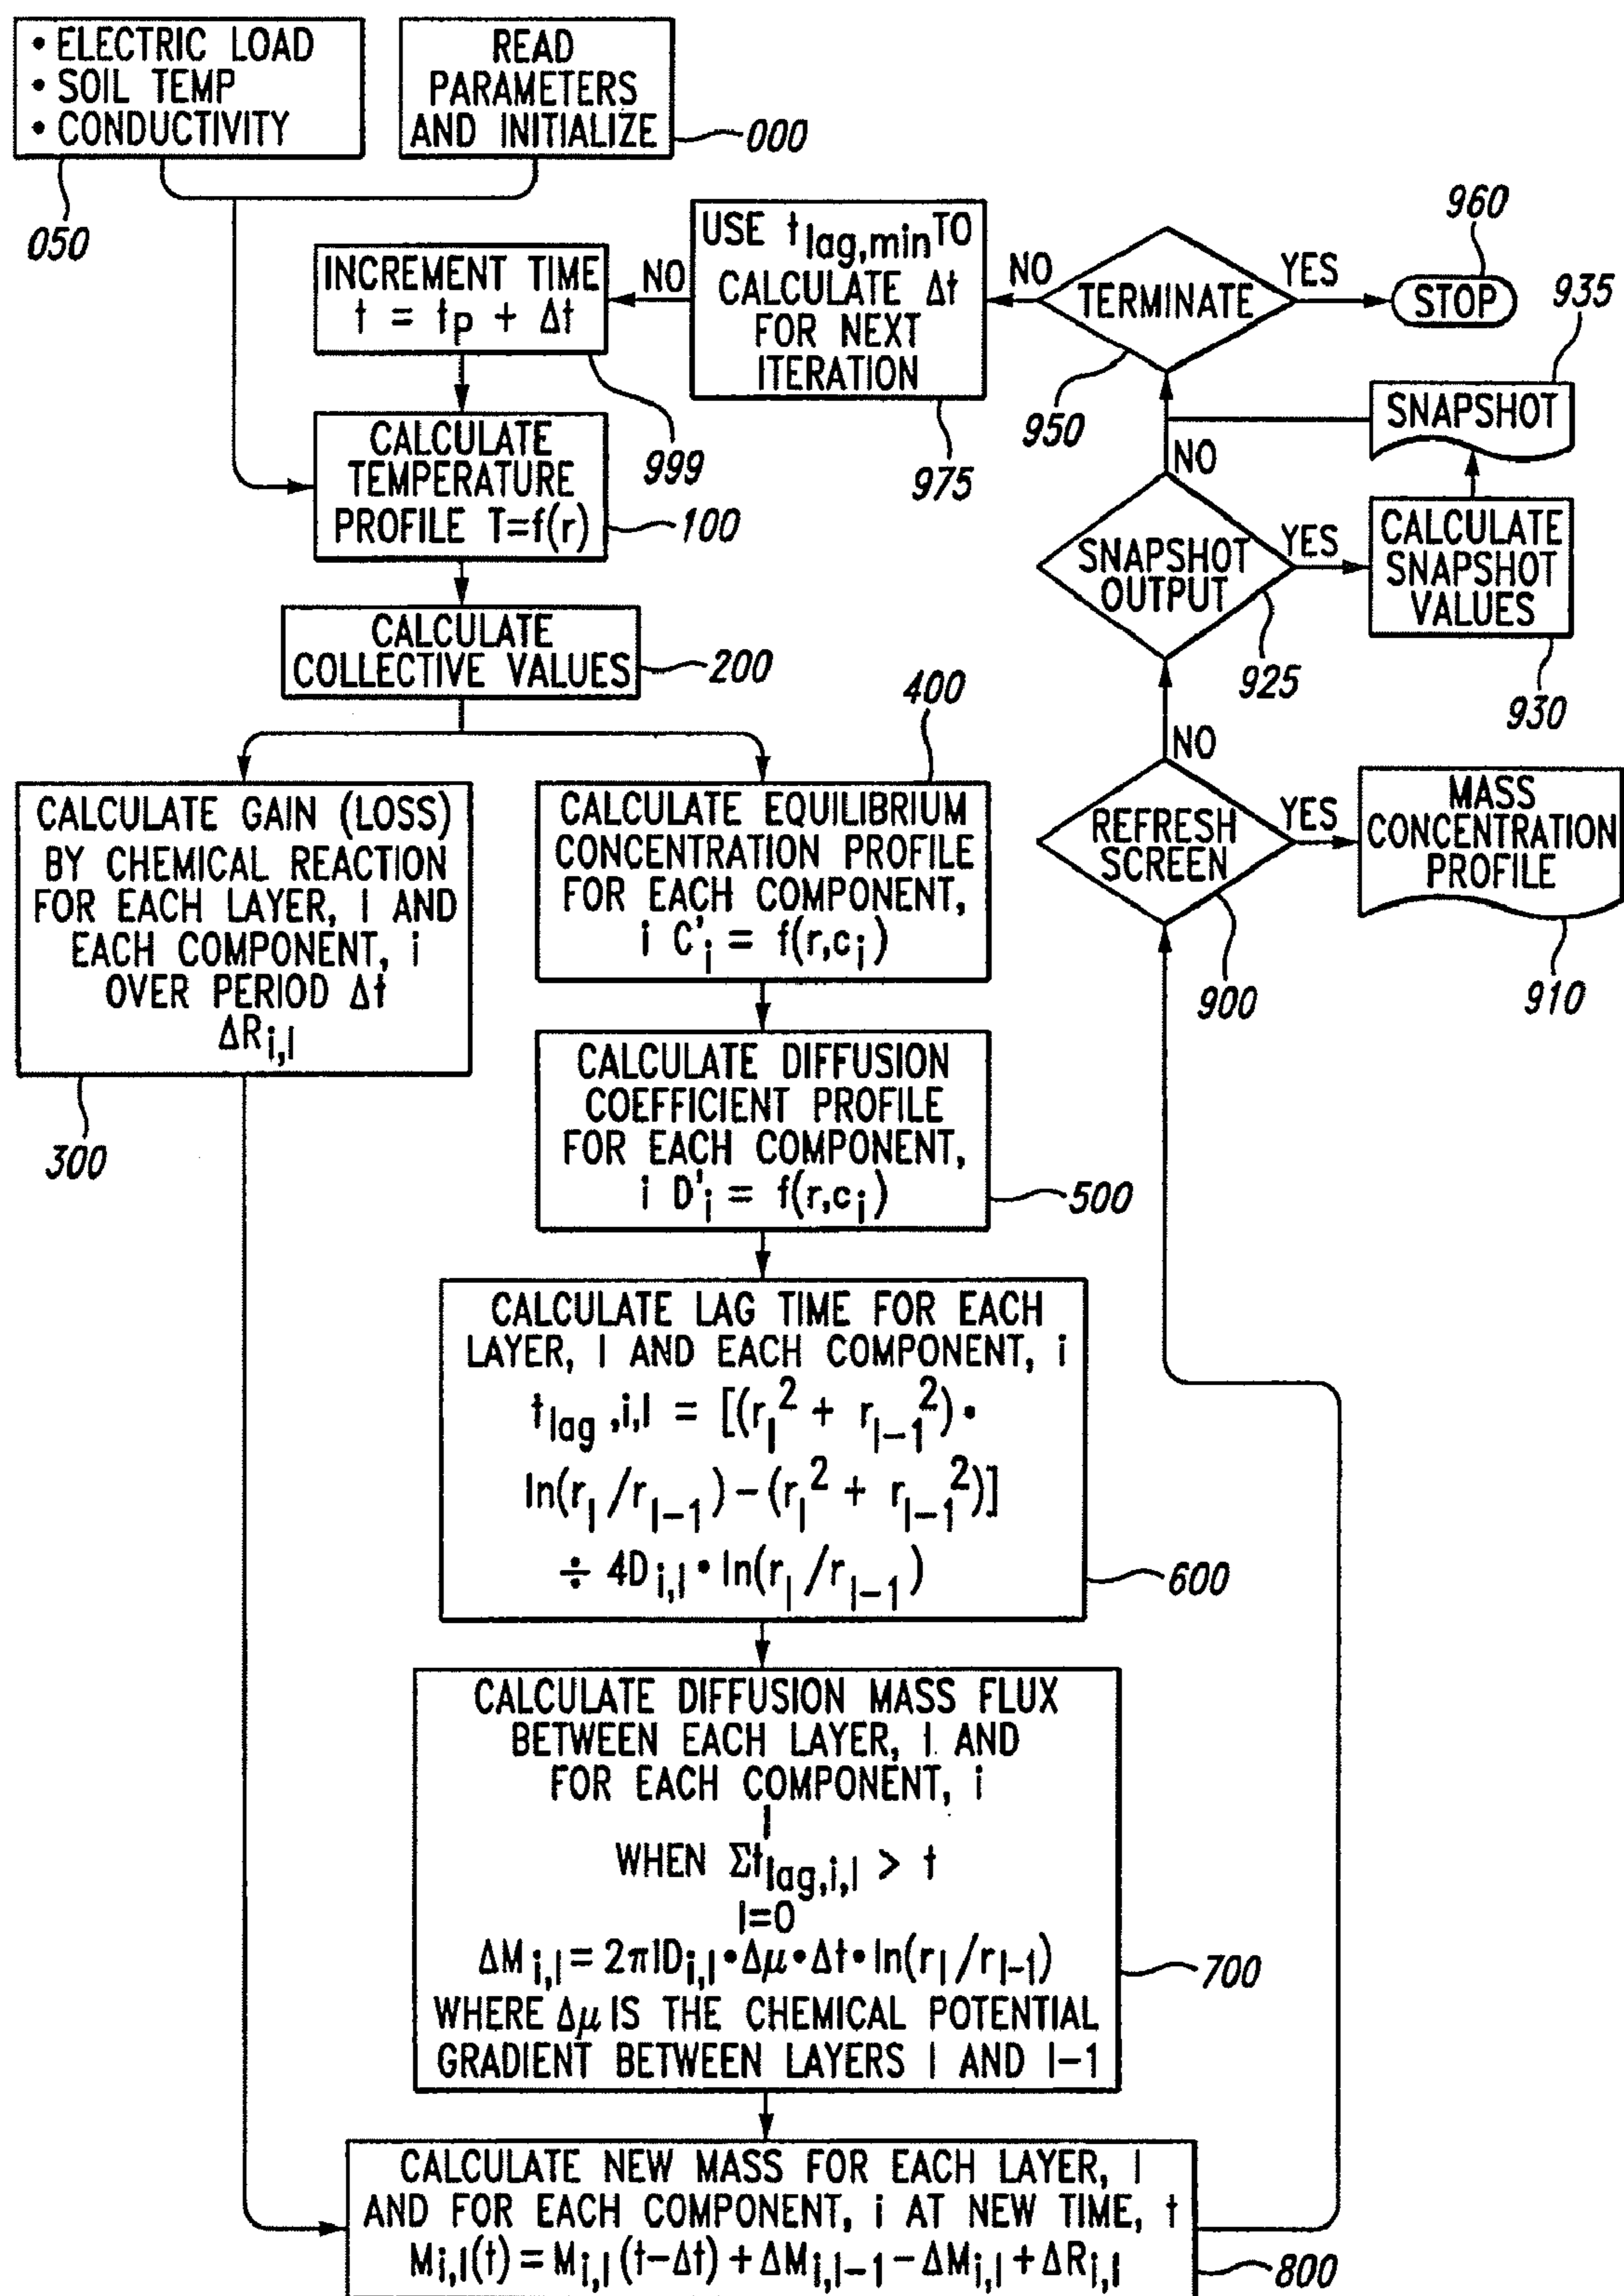 • ELECTRIC LOAD
• SOIL TEMP
• CONDUCTIVITY
050
READ
PARAMETERS
AND INITIALIZE
000
INCREMENT TIME
t = tp + Δt
999
NO
USE tlag,min TO
CALCULATE Δt
FOR NEXT
ITERATION
975
NO
TERMINATE
950
YES
STOP
960
SNAPSHOT
935
CALCULATE
TEMPERATURE
PROFILE T=f(r)
100
NO
SNAPSHOT
OUTPUT
925
YES
CALCULATE
SNAPSHOT
VALUES
930
CALCULATE
COLLECTIVE VALUES
200
NO
REFRESH
SCREEN
900
YES
MASS
CONCENTRATION
PROFILE
910
CALCULATE GAIN (LOSS)
BY CHEMICAL REACTION
FOR EACH LAYER, l AND
EACH COMPONENT, i
OVER PERIOD Δt
ΔRi,l
300
400
CALCULATE EQUILIBRIUM
CONCENTRATION PROFILE
FOR EACH COMPONENT,
i C'i = f(r,ci)
CALCULATE DIFFUSION
COEFFICIENT PROFILE
FOR EACH COMPONENT,
i D'i = f(r,ci)
500
CALCULATE LAG TIME FOR EACH
LAYER, l AND EACH COMPONENT, i
tlag,i,l = [(rl² + rl-1²)•
ln(rl/rl-1) - (rl² + rl-1²)]
÷ 4Di,l • ln(rl/rl-1)
600
CALCULATE DIFFUSION MASS FLUX
BETWEEN EACH LAYER, l AND
FOR EACH COMPONENT, i
l
WHEN Σtlag,i,l > t
l=0
ΔMi,l = 2πlDi,l•Δμ•Δt•ln(rl/rl-1)
WHERE Δμ IS THE CHEMICAL POTENTIAL
GRADIENT BETWEEN LAYERS l AND l-1
700
CALCULATE NEW MASS FOR EACH LAYER, l
AND FOR EACH COMPONENT, i AT NEW TIME, t
Mi,l(t) = Mi,l(t-Δt) + ΔMi,l-1 - ΔMi,l + ΔRi,l
800